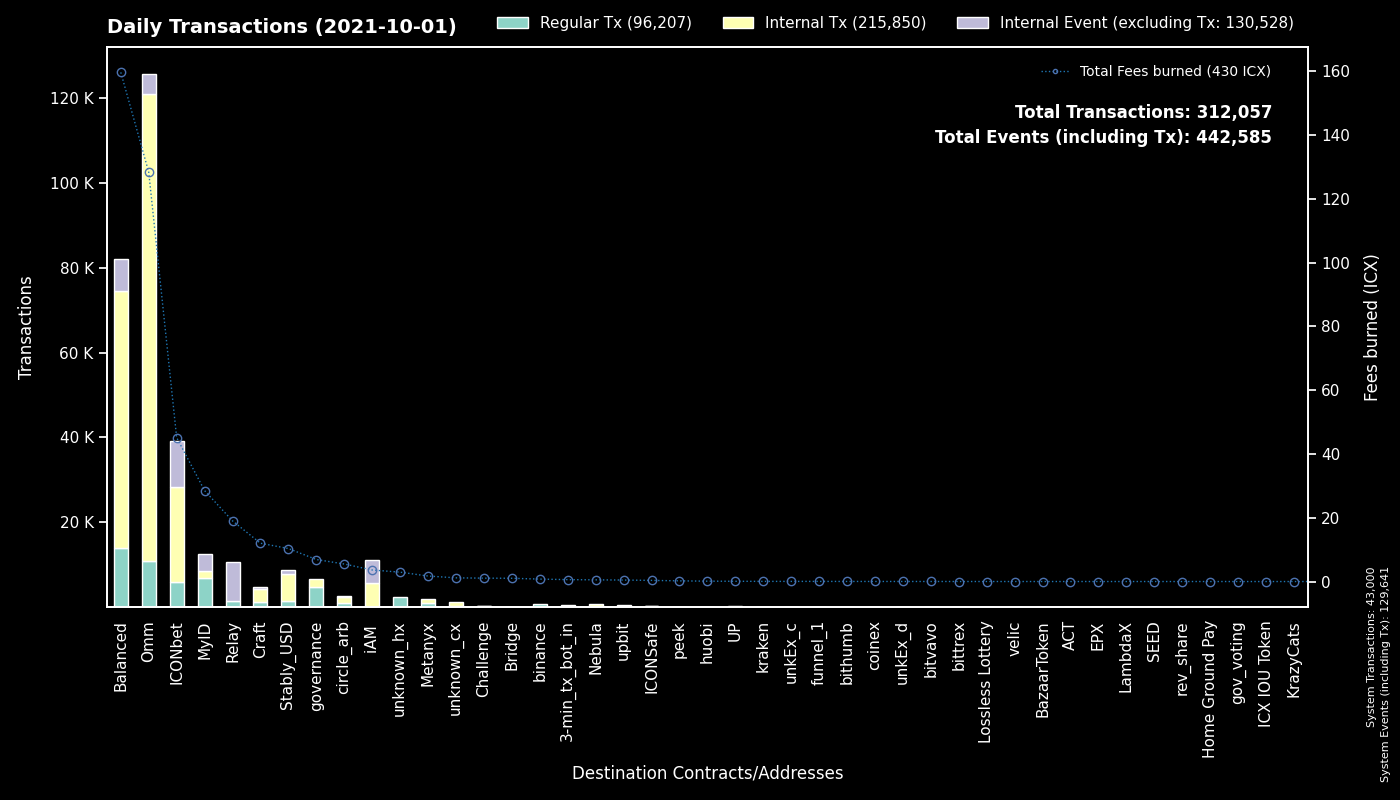 Daily Transactions (2021-10-01)
Regular Tx (96,207)
Internal Tx (215,850)
Internal Event (excluding Tx: 130,528)
Total Fees burned (430 ICX)
Total Transactions: 312,057
Total Events (including Tx): 442,585
Transactions
120 K
100 K
80 K
60 K
40 K
20 K
160
140
120
100
80
60
40
20
0
Fees burned (ICX)
Balanced
Omm
ICONbet
MyID
Relay
Craft
Stably_USD
governance
circle_arb
iAM
unknown_hx
Metanyx
unknown_cx
Challenge
Bridge
binance
3-min_tx_bot_in
Nebula
upbit
ICONSafe
peek
huobi
UP
kraken
unkEx_c
funnel_1
bithumb
coinex
unkEx_d
bitvavo
bittrex
Lossless Lottery
velic
BazaarToken
ACT
EPX
LambdaX
SEED
rev_share
Home Ground Pay
gov_voting
ICX IOU Token
KrazyCats
Destination Contracts/Addresses
System Transactions: 43,000
System Events (including Tx): 129,641